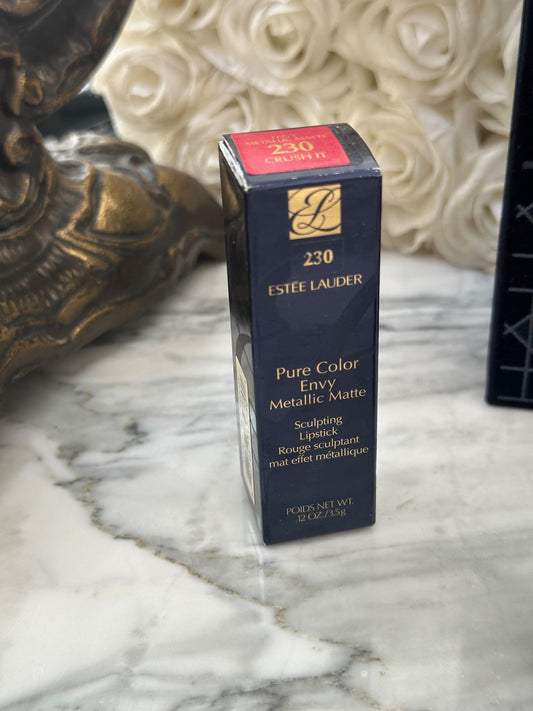 METALLIC MATTE
230
CRUSH IT
230
ESTĒE LAUDER
Pure Color
Envy
Metallic Matte
Sculpting
Lipstick
Rouge sculptant
mat effet métallique
POIDS NET WT.
.12 OZ./3.5g